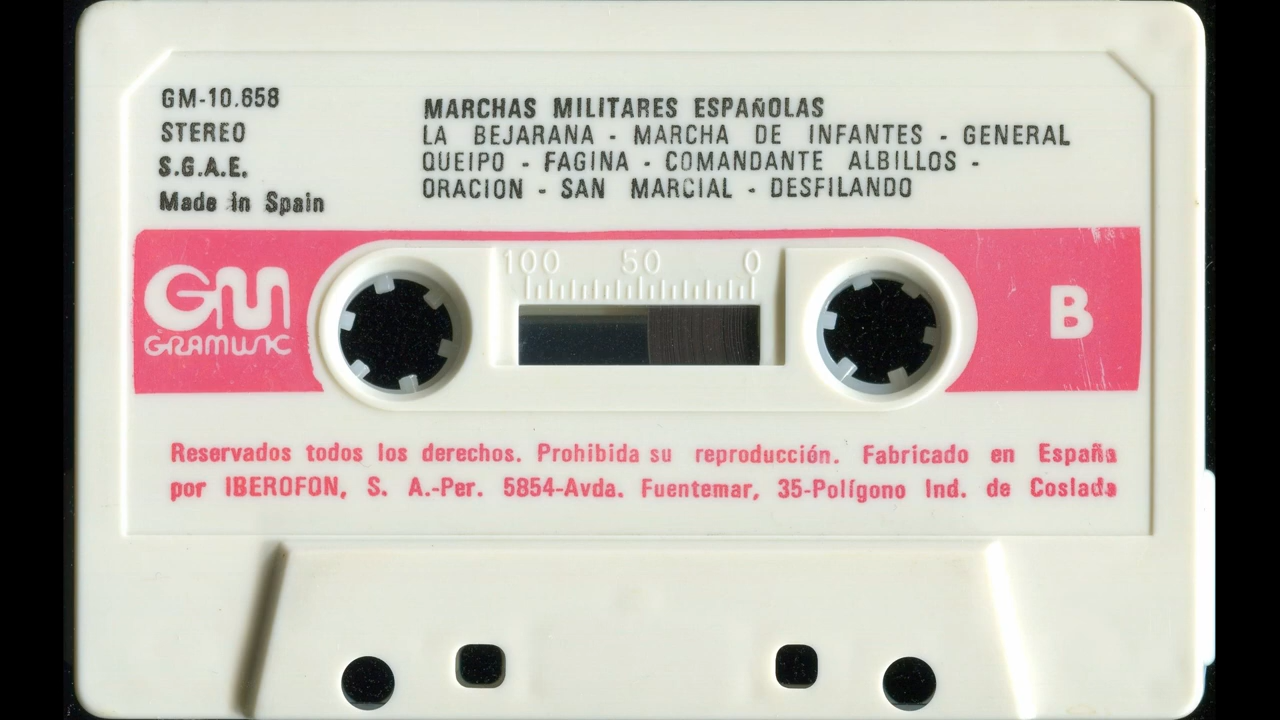 GM-10.658
STEREO
S.G.A.E.
Made in Spain
MARCHAS MILITARES ESPAÑOLAS
LA BEJARANA - MARCHA DE INFANTES - GENERAL
QUEIPO - FAGINA - COMANDANTE ALBILLOS -
ORACION - SAN MARCIAL - DESFILANDO
100 50 0
GM
GRAMUSIC
B
Reservados todos los derechos. Prohibida su reproducción. Fabricado en España
por IBEROFON, S. A.-Per. 5854-Avda. Fuentemar, 35-Polígono Ind. de Coslada